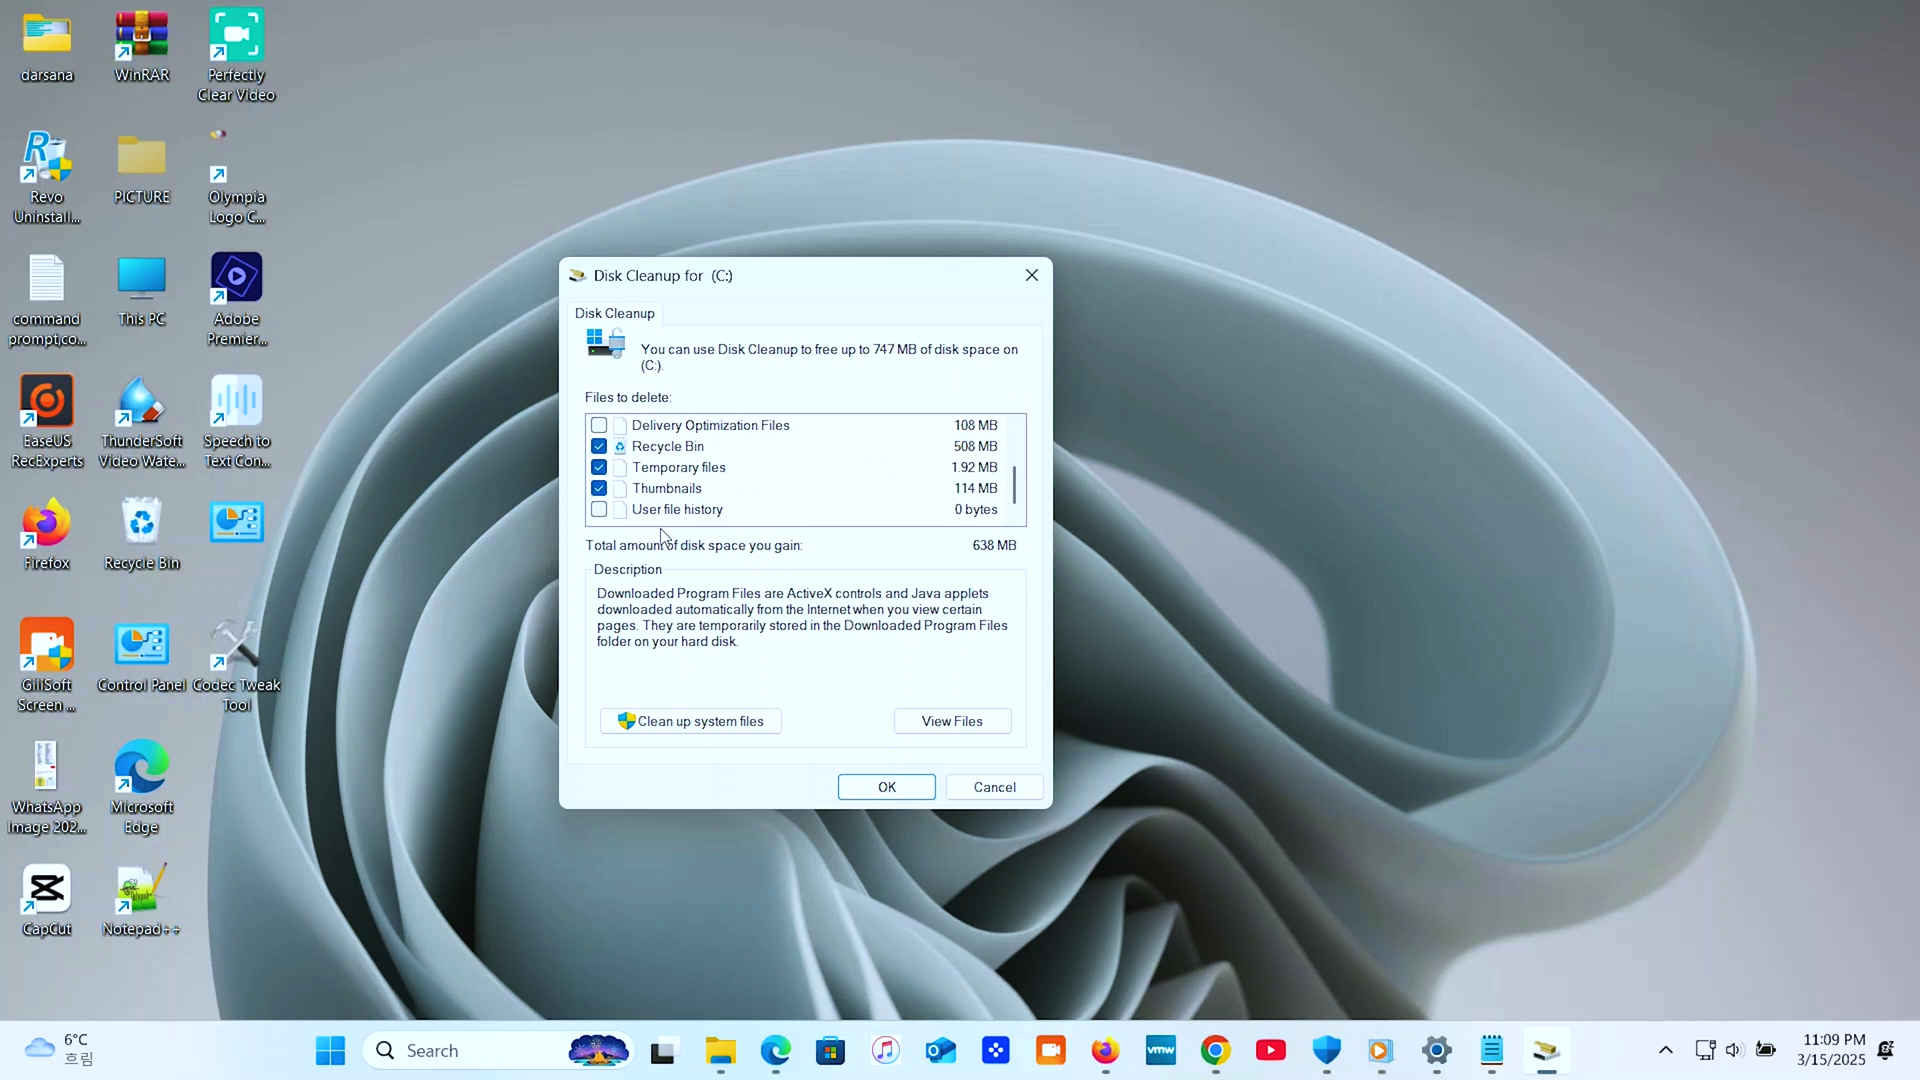 darsana
WinRAR
Perfectly
Clear Video
Revo
Uninstall...
PICTURE
Olympia
Logo C...
command
prompt,co...
This PC
Adobe
Premier...
EaseUS
RecExperts
ThunderSoft
Video Wate...
Speech to
Text Con...
Firefox
Recycle Bin
GiliSoft
Screen ...
Control Panel
Codec Tweak
Tool
WhatsApp
Image 202...
Microsoft
Edge
CapCut
Notepad++
Disk Cleanup for (C:)
Disk Cleanup
You can use Disk Cleanup to free up to 747 MB of disk space on
(C:).
Files to delete:
Delivery Optimization Files 108 MB
Recycle Bin 508 MB
Temporary files 1.92 MB
Thumbnails 114 MB
User file history 0 bytes
Total amount of disk space you gain: 638 MB
Description
Downloaded Program Files are ActiveX controls and Java applets
downloaded automatically from the Internet when you view certain
pages. They are temporarily stored in the Downloaded Program Files
folder on your hard disk.
Clean up system files
View Files
OK
Cancel
6°C
흐림
Search
vmw
11:09 PM
3/15/2025